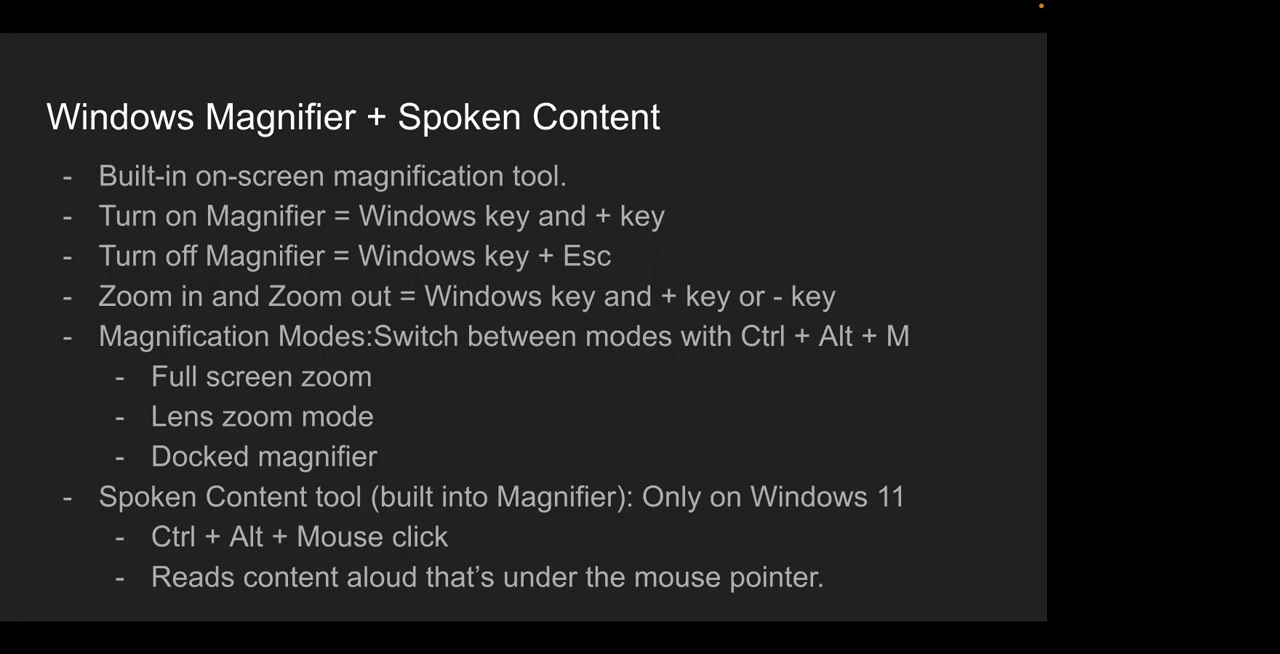 Windows Magnifier + Spoken Content
- Built-in on-screen magnification tool.
- Turn on Magnifier = Windows key and + key
- Turn off Magnifier = Windows key + Esc
- Zoom in and Zoom out = Windows key and + key or - key
- Magnification Modes:Switch between modes with Ctrl + Alt + M
- Full screen zoom
- Lens zoom mode
- Docked magnifier
- Spoken Content tool (built into Magnifier): Only on Windows 11
- Ctrl + Alt + Mouse click
- Reads content aloud that’s under the mouse pointer.